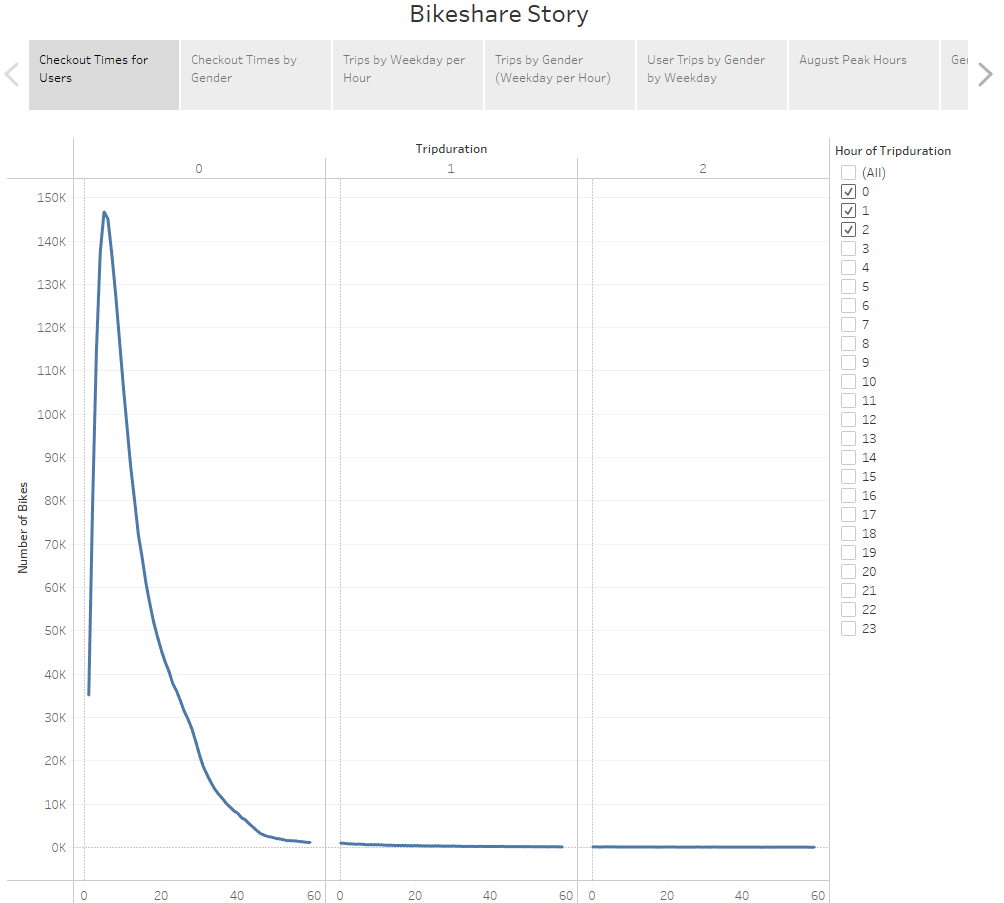 Bikeshare Story
Checkout Times for
Users
Checkout Times by
Gender
Trips by Weekday per
Hour
Trips by Gender
(Weekday per Hour)
User Trips by Gender
by Weekday
August Peak Hours
Ge
Tripduration
0
1
2
Number of Bikes
150K
140K
130K
120K
110K
100K
90K
80K
70K
60K
50K
40K
30K
20K
10K
0K
0 20 40 60
0 20 40 60
0 20 40 60
Hour of Tripduration
(All)
0
1
2
3
4
5
6
7
8
9
10
11
12
13
14
15
16
17
18
19
20
21
22
23